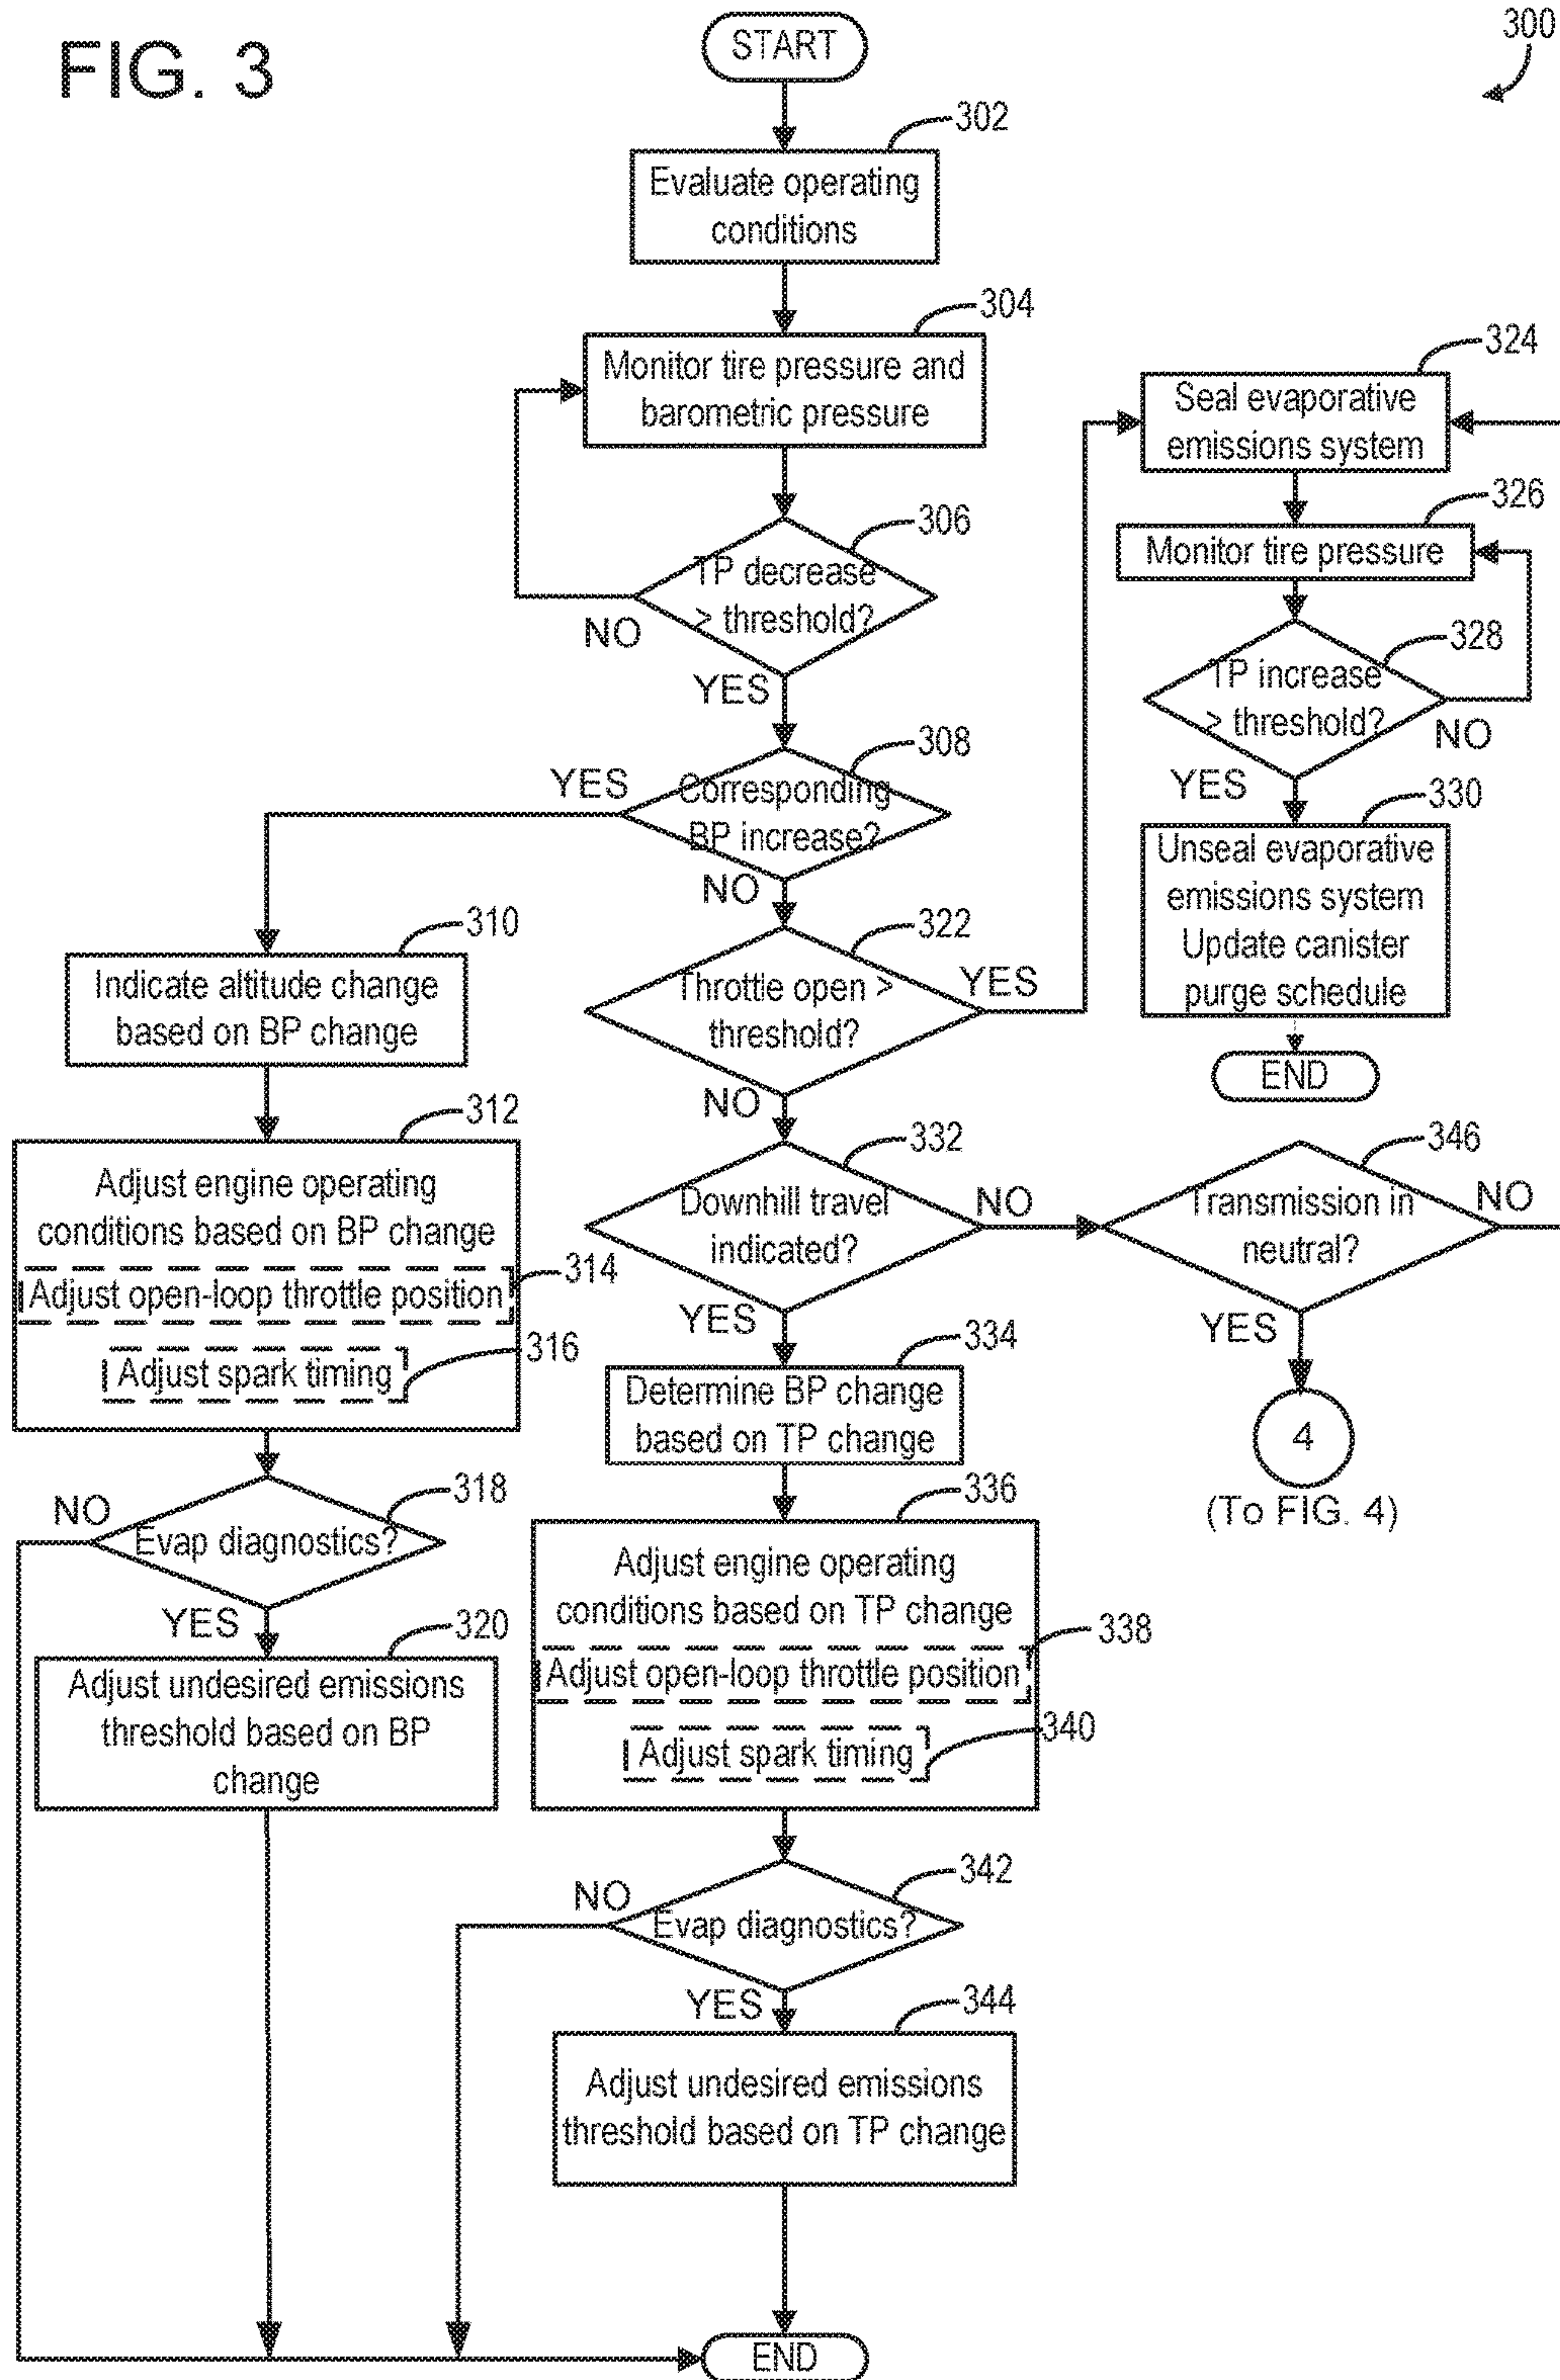 FIG. 3
300
START
302
Evaluate operating
conditions
304
Monitor tire pressure and
barometric pressure
306
TP decrease
> threshold?
NO
YES
308
Corresponding
BP increase?
YES
NO
310
Indicate altitude change
based on BP change
312
Adjust engine operating
conditions based on BP change
314
Adjust open-loop throttle position
316
Adjust spark timing
318
Evap diagnostics?
NO
YES
320
Adjust undesired emissions
threshold based on BP
change
322
Throttle open >
threshold?
YES
NO
324
Seal evaporative
emissions system
326
Monitor tire pressure
328
TP increase
> threshold?
NO
YES
330
Unseal evaporative
emissions system
Update canister
purge schedule
END
332
Downhill travel
indicated?
NO
YES
334
Determine BP change
based on TP change
336
Adjust engine operating
conditions based on TP change
338
Adjust open-loop throttle position
340
Adjust spark timing
342
Evap diagnostics?
NO
YES
344
Adjust undesired emissions
threshold based on TP change
346
Transmission in
neutral?
NO
YES
4
(To FIG. 4)
END